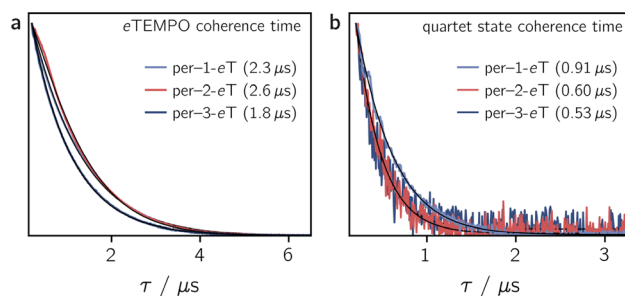 a
eTEMPO coherence time
per–1-eT (2.3 μs)
per–2-eT (2.6 μs)
per–3-eT (1.8 μs)
2
4
6
τ / μs
b
quartet state coherence time
per–1-eT (0.91 μs)
per–2-eT (0.60 μs)
per–3-eT (0.53 μs)
1
2
3
τ / μs